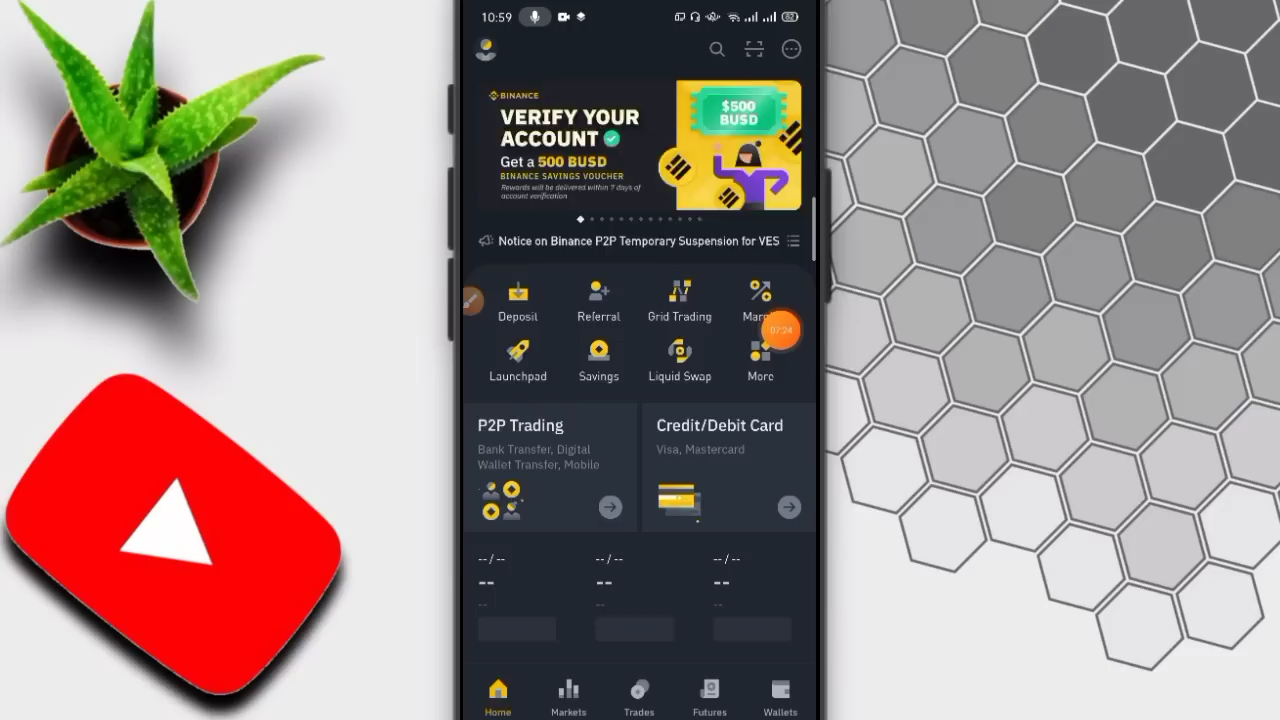 10:59
82
BINANCE
VERIFY YOUR
ACCOUNT
Get a 500 BUSD
BINANCE SAVINGS VOUCHER
Rewards will be delivered within 7 days of
account verification
$500
BUSD
Notice on Binance P2P Temporary Suspension for VES
Deposit
Referral
Grid Trading
07:24
Launchpad
Savings
Liquid Swap
More
P2P Trading
Bank Transfer, Digital
Wallet Transfer, Mobile
Credit/Debit Card
Visa, Mastercard
-- / --
-- / --
-- / --
--
--
--
--
--
--
Home
Markets
Trades
Futures
Wallets